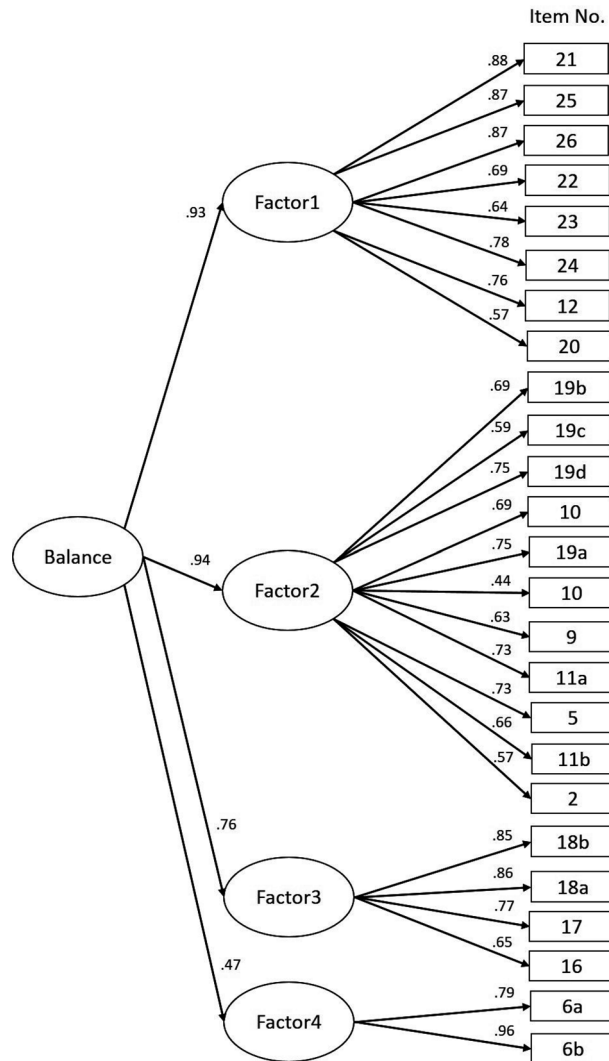 Item No.
.88
21
.87
25
.87
26
.69
22
.93
Factor1
.64
23
.78
24
.76
12
.57
20
.69
19b
.59
19c
.75
19d
.69
10
.75
19a
Balance
.94
Factor2
.44
10
.63
9
.73
11a
.73
5
.66
11b
.57
2
.76
.85
18b
.86
18a
Factor3
.77
17
.65
16
.47
.79
6a
Factor4
.96
6b